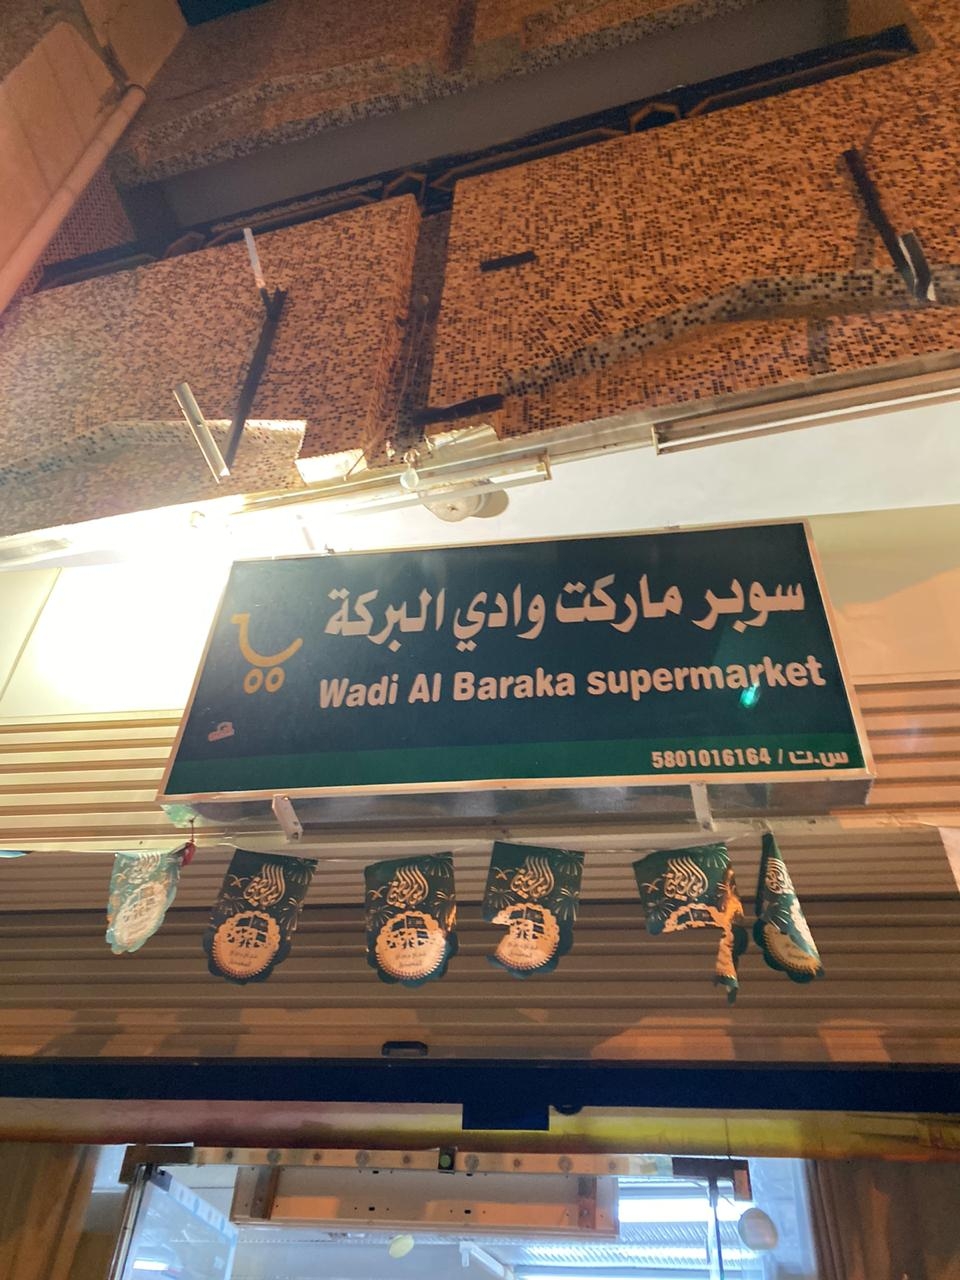 سوبر ماركت وادي البركة
Wadi Al Baraka supermarket
س.ت / 5801016164